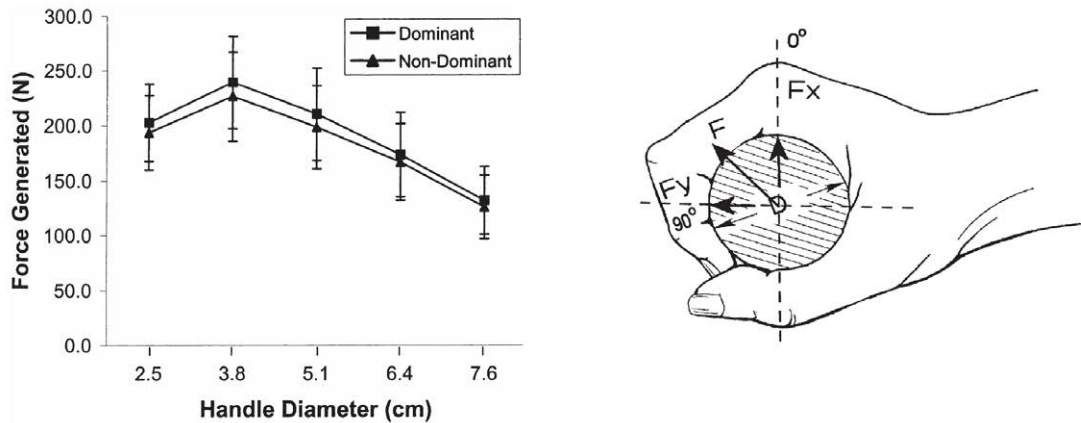 300.0
250.0
200.0
150.0
100.0
50.0
0.0
Force Generated (N)
Dominant
Non-Dominant
2.5 3.8 5.1 6.4 7.6
Handle Diameter (cm)
0°
Fx
F
Fy
90°